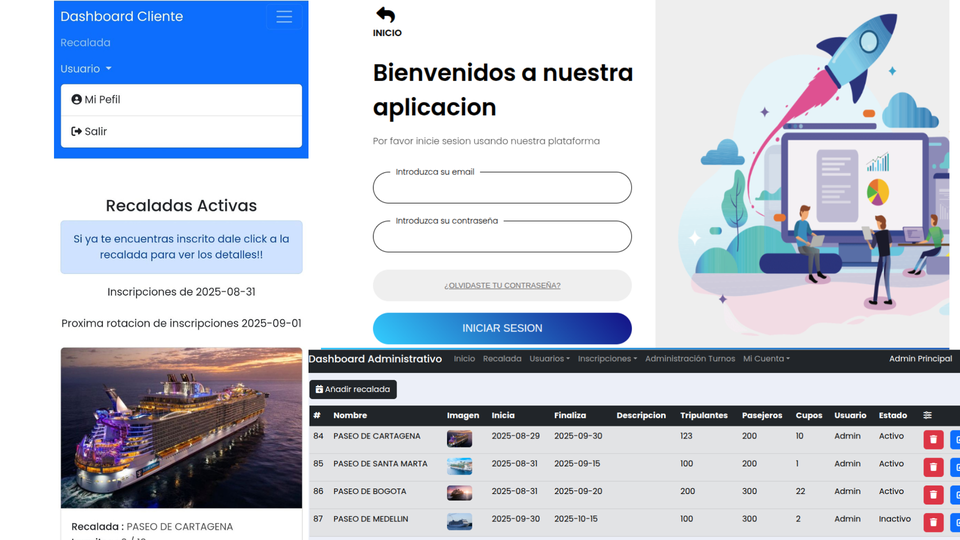 Dashboard Cliente
Recalada
Usuario
Mi Pefil
Salir
Recaladas Activas
Si ya te encuentras inscrito dale click a la
recalada para ver los detalles!!
Inscripciones de 2025-08-31
Proxima rotacion de inscripciones 2025-09-01
Recalada : PASEO DE CARTAGENA
INICIO
Bienvenidos a nuestra
aplicacion
Por favor inicie sesion usando nuestra plataforma
Introduzca su email
Introduzca su contraseña
¿OLVIDASTE TU CONTRASEÑA?
INICIAR SESION
Dashboard Administrativo Inicio Recalada Usuarios Inscripciones Administración Turnos Mi Cuenta Admin Principal
Añadir recalada
# Nombre Imagen Inicia Finaliza Descripcion Tripulantes Pasejeros Cupos Usuario Estado
84 PASEO DE CARTAGENA 2025-08-29 2025-09-30 123 200 10 Admin Activo
85 PASEO DE SANTA MARTA 2025-08-31 2025-09-15 100 200 1 Admin Activo
86 PASEO DE BOGOTA 2025-08-31 2025-09-20 200 300 22 Admin Activo
87 PASEO DE MEDELLIN 2025-09-30 2025-10-15 100 300 2 Admin Inactivo